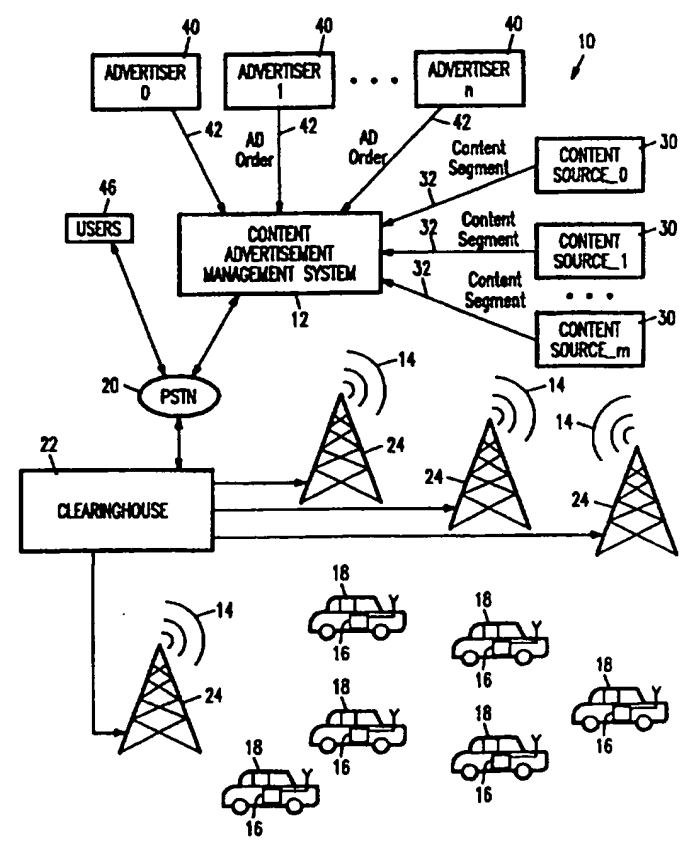 40
40
40
10
ADVERTISER
0
ADVERTISER
1
ADVERTISER
n
42
42
42
AD
Order
AD
Order
Content
Segment
32
CONTENT
SOURCE_0
30
46
USERS
CONTENT
ADVERTISEMENT
MANAGEMENT SYSTEM
12
32
Content
Segment
CONTENT
SOURCE_1
30
32
Content
Segment
CONTENT
SOURCE_m
30
20
PSTN
14
14
14
22
CLEARINGHOUSE
24
24
24
14
24
18
16
18
16
18
16
18
16
18
16
18
16